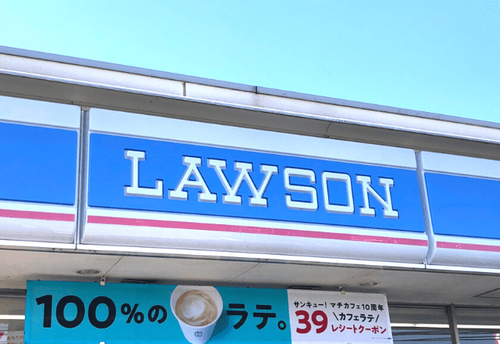 LAWSON
100%の ラテ。
サンキュー! マチカフェ10周年
\カフェラテ/
39 レシートクーポン